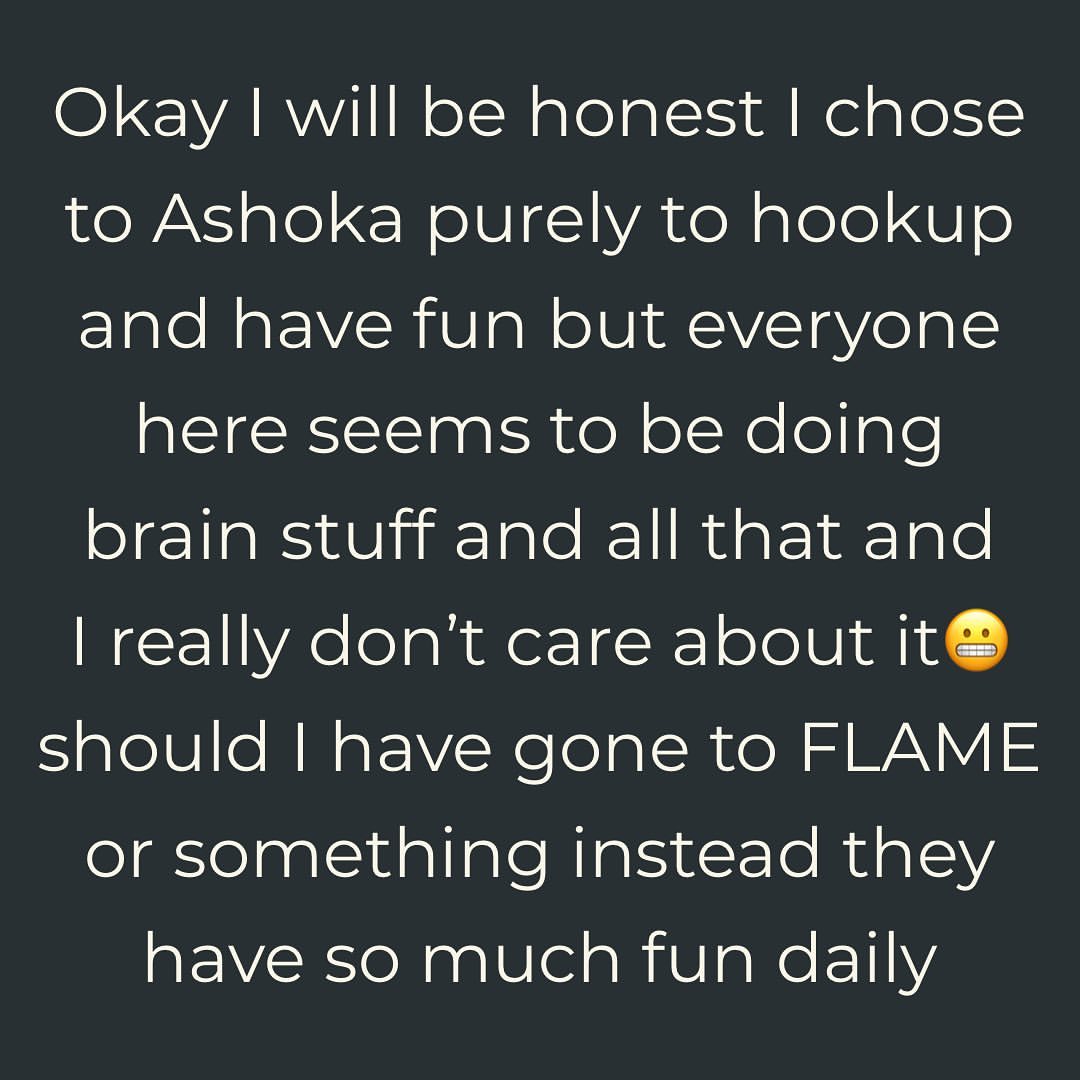 Okay I will be honest I chose
to Ashoka purely to hookup
and have fun but everyone
here seems to be doing
brain stuff and all that and
I really don’t care about it😬
should I have gone to FLAME
or something instead they
have so much fun daily